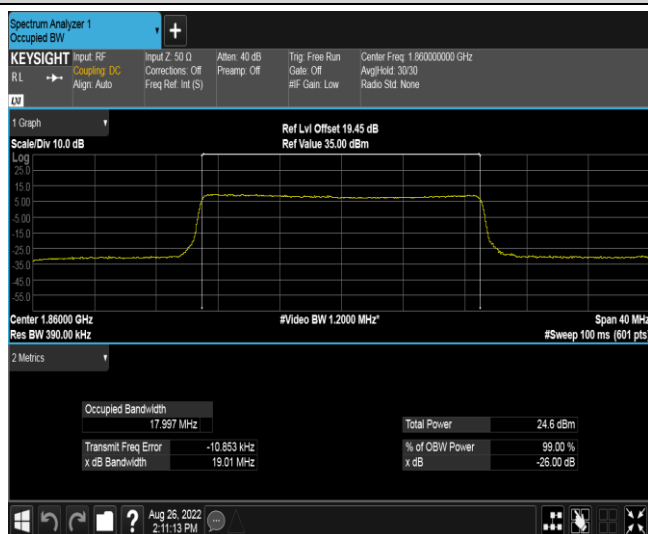 Spectrum Analyzer 1
Occupied BW
+
KEYSIGHT Input: RF Input Z: 50 Ω Atten: 40 dB Trig: Free Run Center Freq: 1.860000000 GHz
RL Coupling: DC Corrections: Off Preamp: Off Gate: Off Avg|Hold: 30/30
Align: Auto Freq Ref: Int (S) #IF Gain: Low Radio Std: None
LXI
1 Graph
Ref Lvl Offset 19.45 dB
Scale/Div 10.0 dB Ref Value 35.00 dBm
Log
25.0
15.0
5.00
-5.00
-15.0
-25.0
-35.0
-45.0
-55.0
Center 1.86000 GHz #Video BW 1.2000 MHz* Span 40 MHz
Res BW 390.00 kHz #Sweep 100 ms (601 pts)
2 Metrics
Occupied Bandwidth
17.997 MHz Total Power 24.6 dBm
Transmit Freq Error -10.853 kHz % of OBW Power 99.00 %
x dB Bandwidth 19.01 MHz x dB -26.00 dB
? Aug 26, 2022
2:11:13 PM